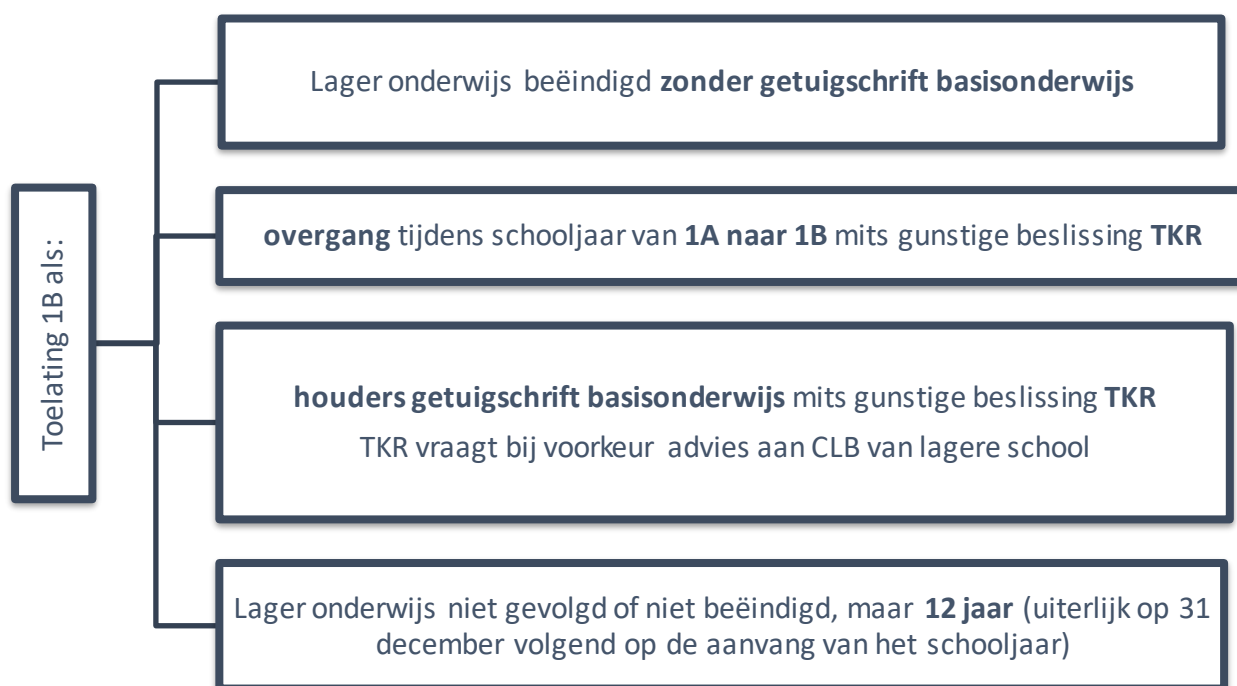 Toelating 1B als:
Lager onderwijs beëindigd zonder getuigschrift basisonderwijs
overgang tijdens schooljaar van 1A naar 1B mits gunstige beslissing TKR
houders getuigschrift basisonderwijs mits gunstige beslissing TKR
TKR vraagt bij voorkeur advies aan CLB van lagere school
Lager onderwijs niet gevolgd of niet beëindigd, maar 12 jaar (uiterlijk op 31
december volgend op de aanvang van het schooljaar)